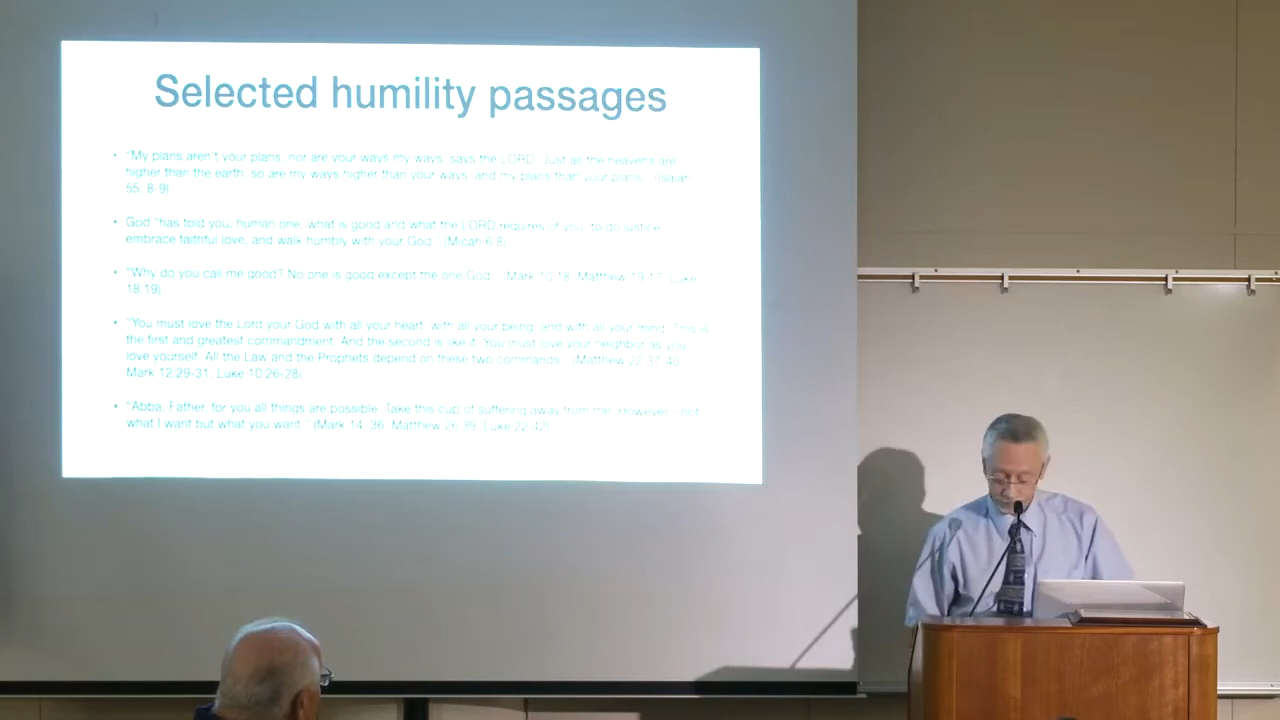 Selected humility passages
• "My plans aren't your plans, nor are your ways my ways, says the LORD. Just as the heavens are
higher than the earth, so are my ways higher than your ways, and my plans than your plans." (Isaiah
55: 8-9)
• God "has told you, human one, what is good and what the LORD requires of you: to do justice,
embrace faithful love, and walk humbly with your God." (Micah 6:8)
• "Why do you call me good? No one is good except the one God." (Mark 10:18, Matthew 19:17, Luke
18:19)
• "You must love the Lord your God with all your heart, with all your being, and with all your mind. This is
the first and greatest commandment. And the second is like it: You must love your neighbor as you
love yourself. All the Law and the Prophets depend on these two commands." (Matthew 22:37-40,
Mark 12:29-31, Luke 10:26-28)
• "Abba, Father, for you all things are possible. Take this cup of suffering away from me. However—not
what I want but what you want." (Mark 14: 36, Matthew 26:39, Luke 22:42)